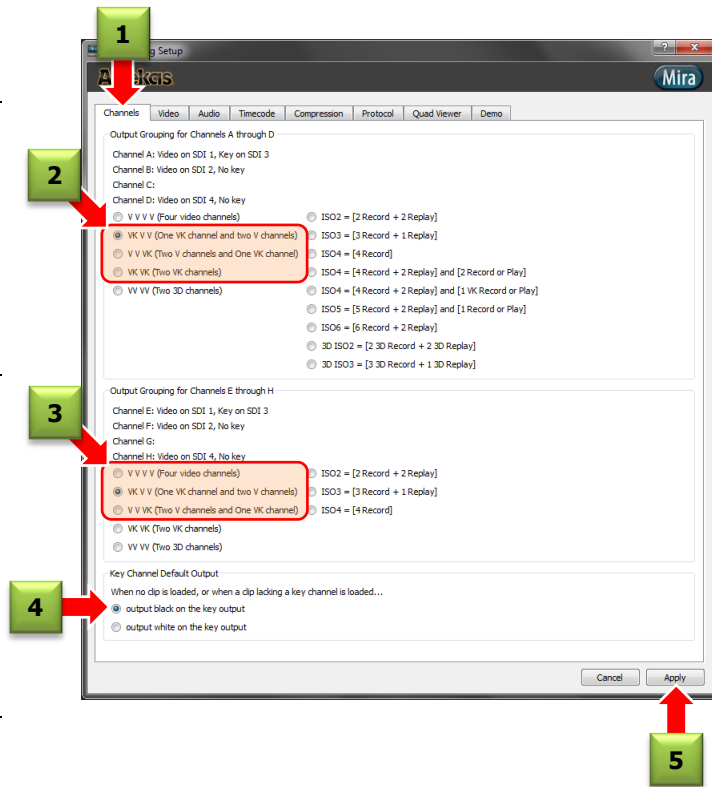 1
g Setup
? x
Mira
Channels Video Audio Timecode Compression Protocol Quad Viewer Demo
Output Grouping for Channels A through D
Channel A: Video on SDI 1, Key on SDI 3
Channel B: Video on SDI 2, No key
Channel C:
Channel D: Video on SDI 4, No key
2
V V V V (Four video channels) ISO2 = [2 Record + 2 Replay]
VK V V (One VK channel and two V channels) ISO3 = [3 Record + 1 Replay]
V V VK (Two V channels and One VK channel) ISO4 = [4 Record]
VK VK (Two VK channels) ISO4 = [4 Record + 2 Replay] and [2 Record or Play]
VV VV (Two 3D channels) ISO4 = [4 Record + 2 Replay] and [1 VK Record or Play]
ISO5 = [5 Record + 2 Replay] and [1 Record or Play]
ISO6 = [6 Record + 2 Replay]
3D ISO2 = [2 3D Record + 2 3D Replay]
3D ISO3 = [3 3D Record + 1 3D Replay]
Output Grouping for Channels E through H
Channel E: Video on SDI 1, Key on SDI 3
Channel F: Video on SDI 2, No key
Channel G:
Channel H: Video on SDI 4, No key
3
V V V V (Four video channels) ISO2 = [2 Record + 2 Replay]
VK V V (One VK channel and two V channels) ISO3 = [3 Record + 1 Replay]
V V VK (Two V channels and One VK channel) ISO4 = [4 Record]
VK VK (Two VK channels)
VV VV (Two 3D channels)
Key Channel Default Output
When no clip is loaded, or when a clip lacking a key channel is loaded...
4
output black on the key output
output white on the key output
Cancel Apply
5